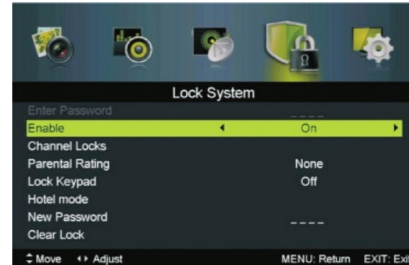 Lock System
Enter Password _ _ _ _
Enable On
Channel Locks
Parental Rating None
Lock Keypad Off
Hotel mode
New Password _ _ _ _
Clear Lock
Move Adjust MENU: Return EXIT: Exit